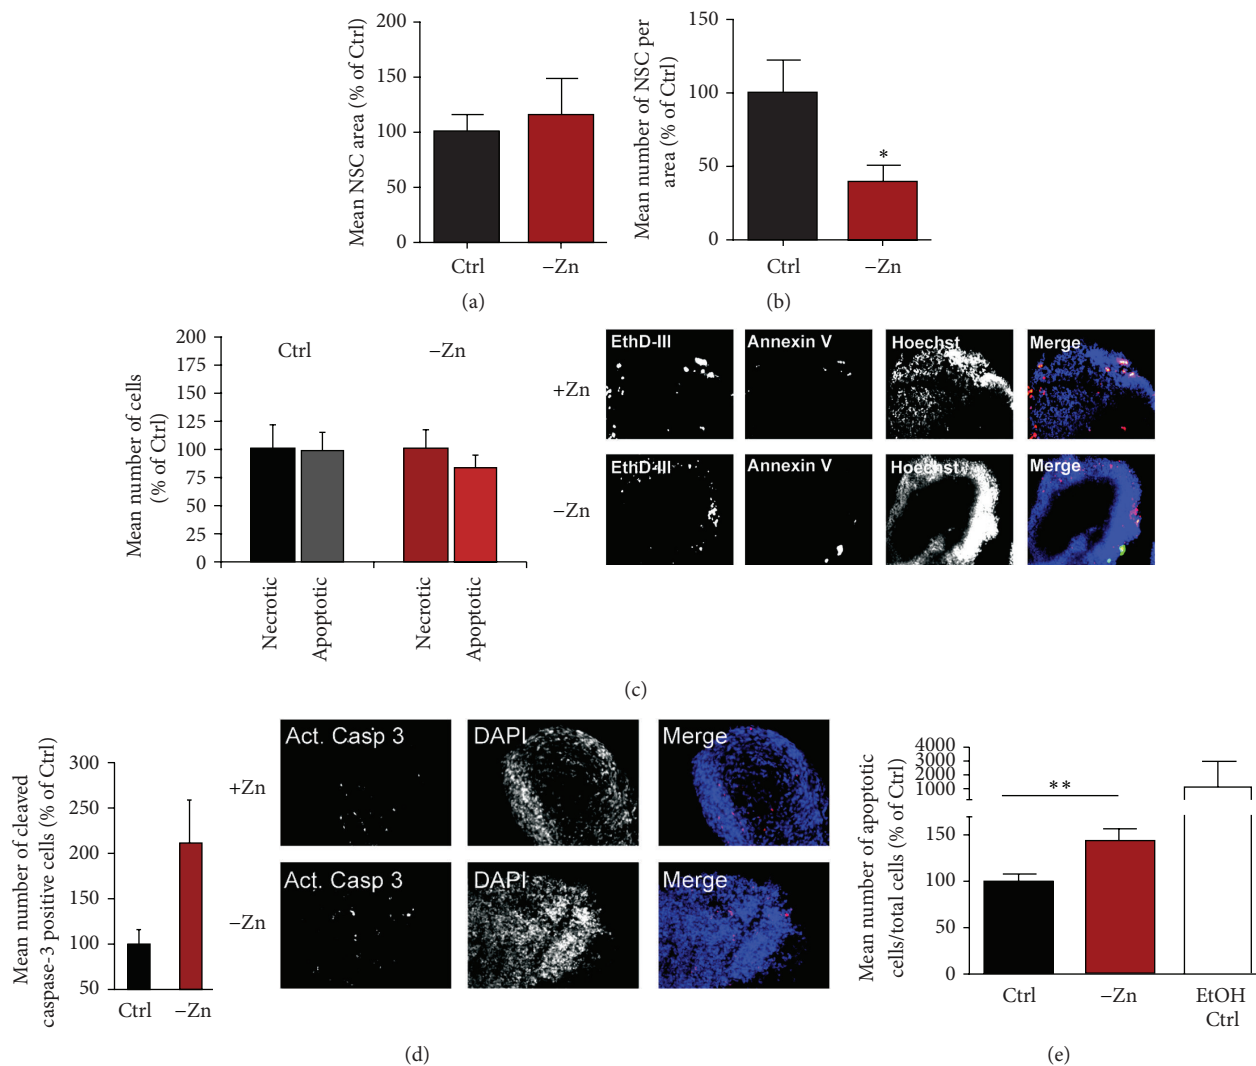 Mean NSC area (% of Ctrl)
200
150
100
50
0
Ctrl
−Zn
(a)
Mean number of NSC per
area (% of Ctrl)
150
100
50
0
*
Ctrl
−Zn
(b)
Mean number of cells
(% of Ctrl)
200
175
150
125
100
75
50
25
0
Ctrl
−Zn
Necrotic
Apoptotic
Necrotic
Apoptotic
+Zn
EthD-III
Annexin V
Hoechst
Merge
−Zn
EthD-III
Annexin V
Hoechst
Merge
(c)
Mean number of cleaved
caspase-3 positive cells (% of Ctrl)
300
250
200
150
100
50
Ctrl
−Zn
+Zn
Act. Casp 3
DAPI
Merge
−Zn
Act. Casp 3
DAPI
Merge
(d)
Mean number of apoptotic
cells/total cells (% of Ctrl)
4000
3000
2000
1000
150
100
50
0
**
Ctrl
−Zn
EtOH
Ctrl
(e)